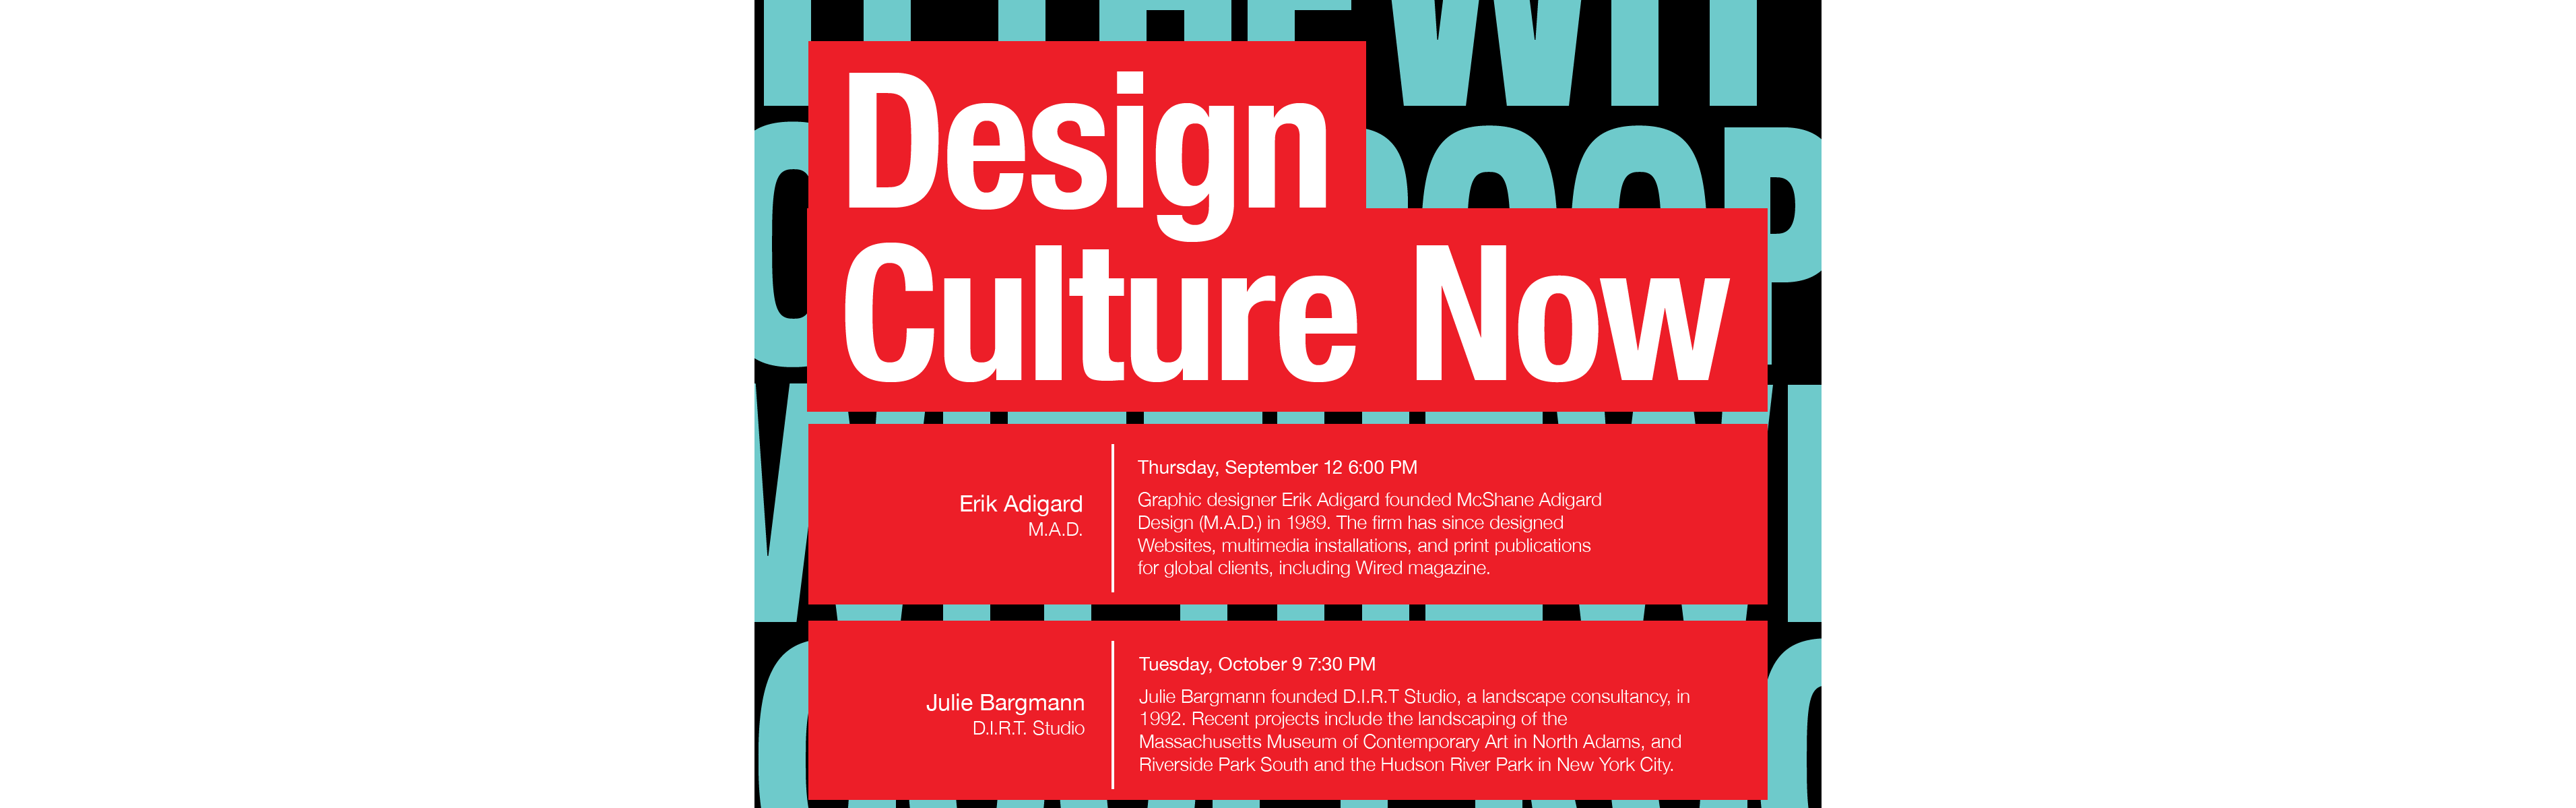 THE WIT
Design
Culture Now
Thursday, September 12 6:00 PM
Erik Adigard
M.A.D.
Graphic designer Erik Adigard founded McShane Adigard
Design (M.A.D.) in 1989. The firm has since designed
Websites, multimedia installations, and print publications
for global clients, including Wired magazine.
Tuesday, October 9 7:30 PM
Julie Bargmann
D.I.R.T. Studio
Julie Bargmann founded D.I.R.T Studio, a landscape consultancy, in
1992. Recent projects include the landscaping of the
Massachusetts Museum of Contemporary Art in North Adams, and
Riverside Park South and the Hudson River Park in New York City.